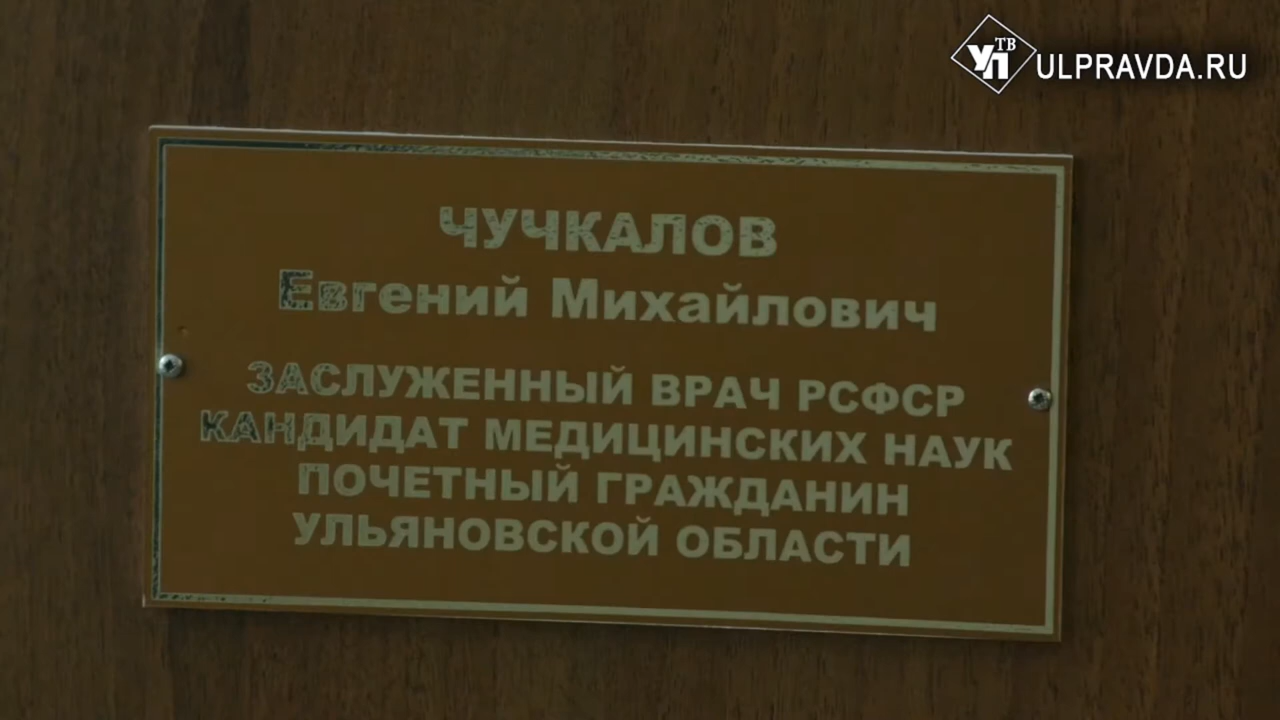 УП ТВ ULPRAVDA.RU
ЧУЧКАЛОВ
Евгений Михайлович
ЗАСЛУЖЕННЫЙ ВРАЧ РСФСР
КАНДИДАТ МЕДИЦИНСКИХ НАУК
ПОЧЕТНЫЙ ГРАЖДАНИН
УЛЬЯНОВСКОЙ ОБЛАСТИ